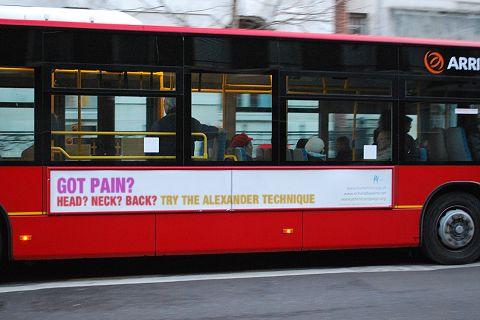 ARRI
GOT PAIN?
HEAD? NECK? BACK? TRY THE ALEXANDER TECHNIQUE